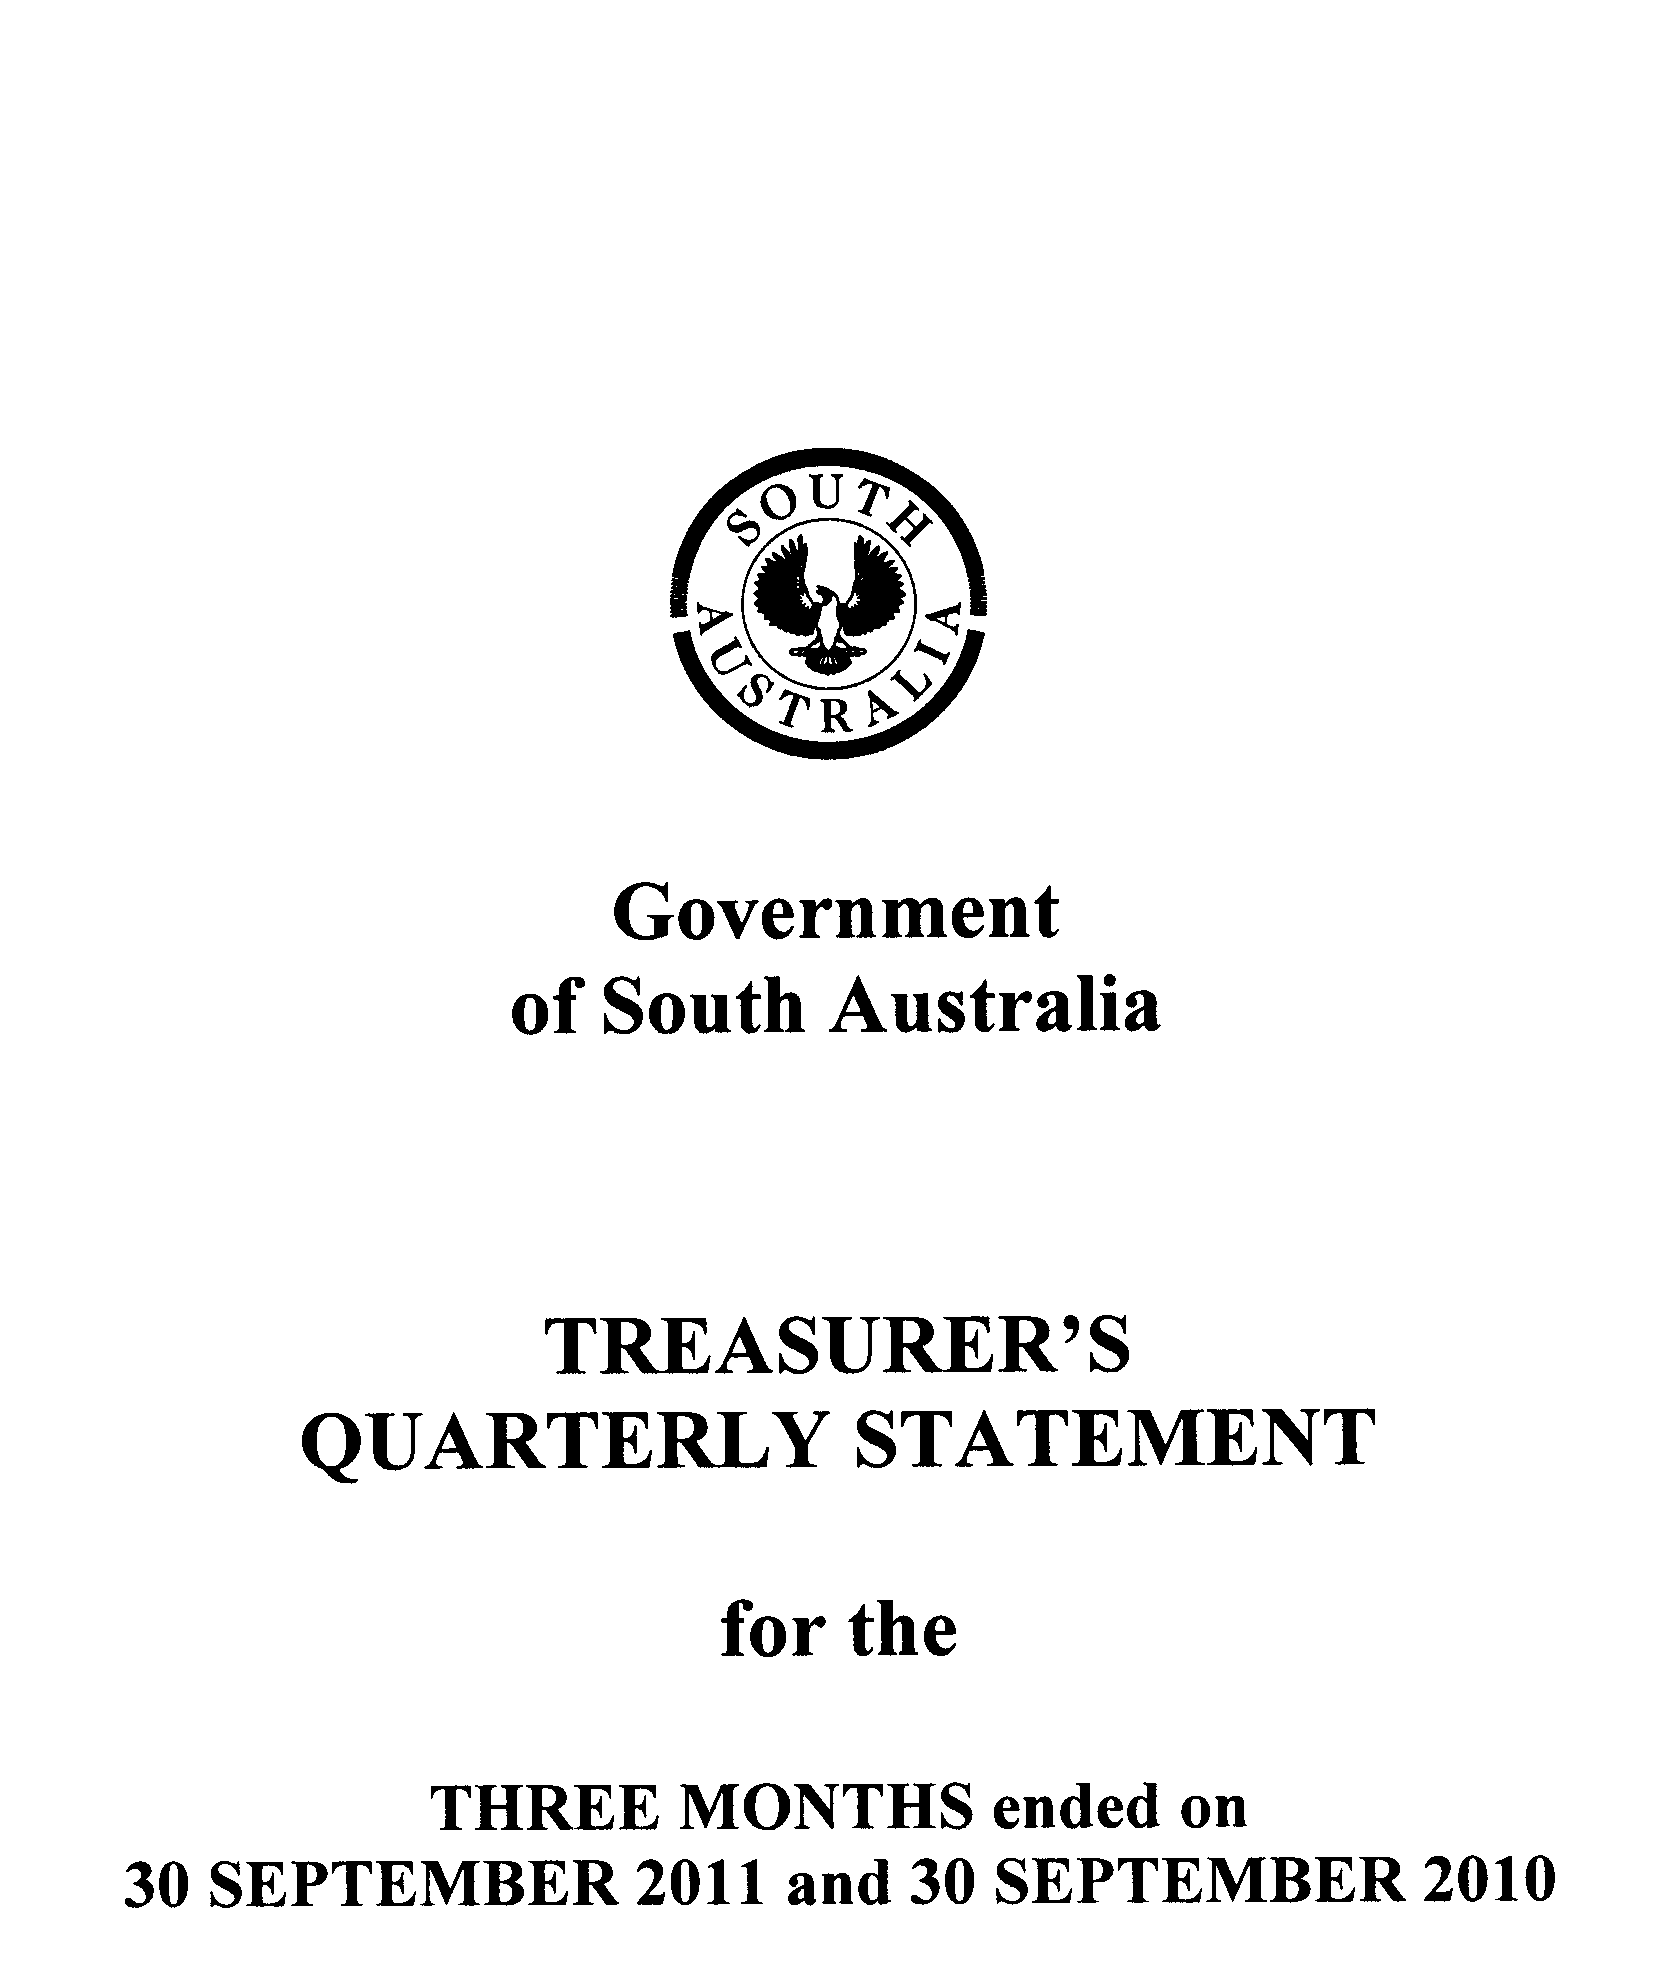 SOUTH
AUSTRALIA
Government
of South Australia
TREASURER’S
QUARTERLY STATEMENT
for the
THREE MONTHS ended on
30 SEPTEMBER 2011 and 30 SEPTEMBER 2010